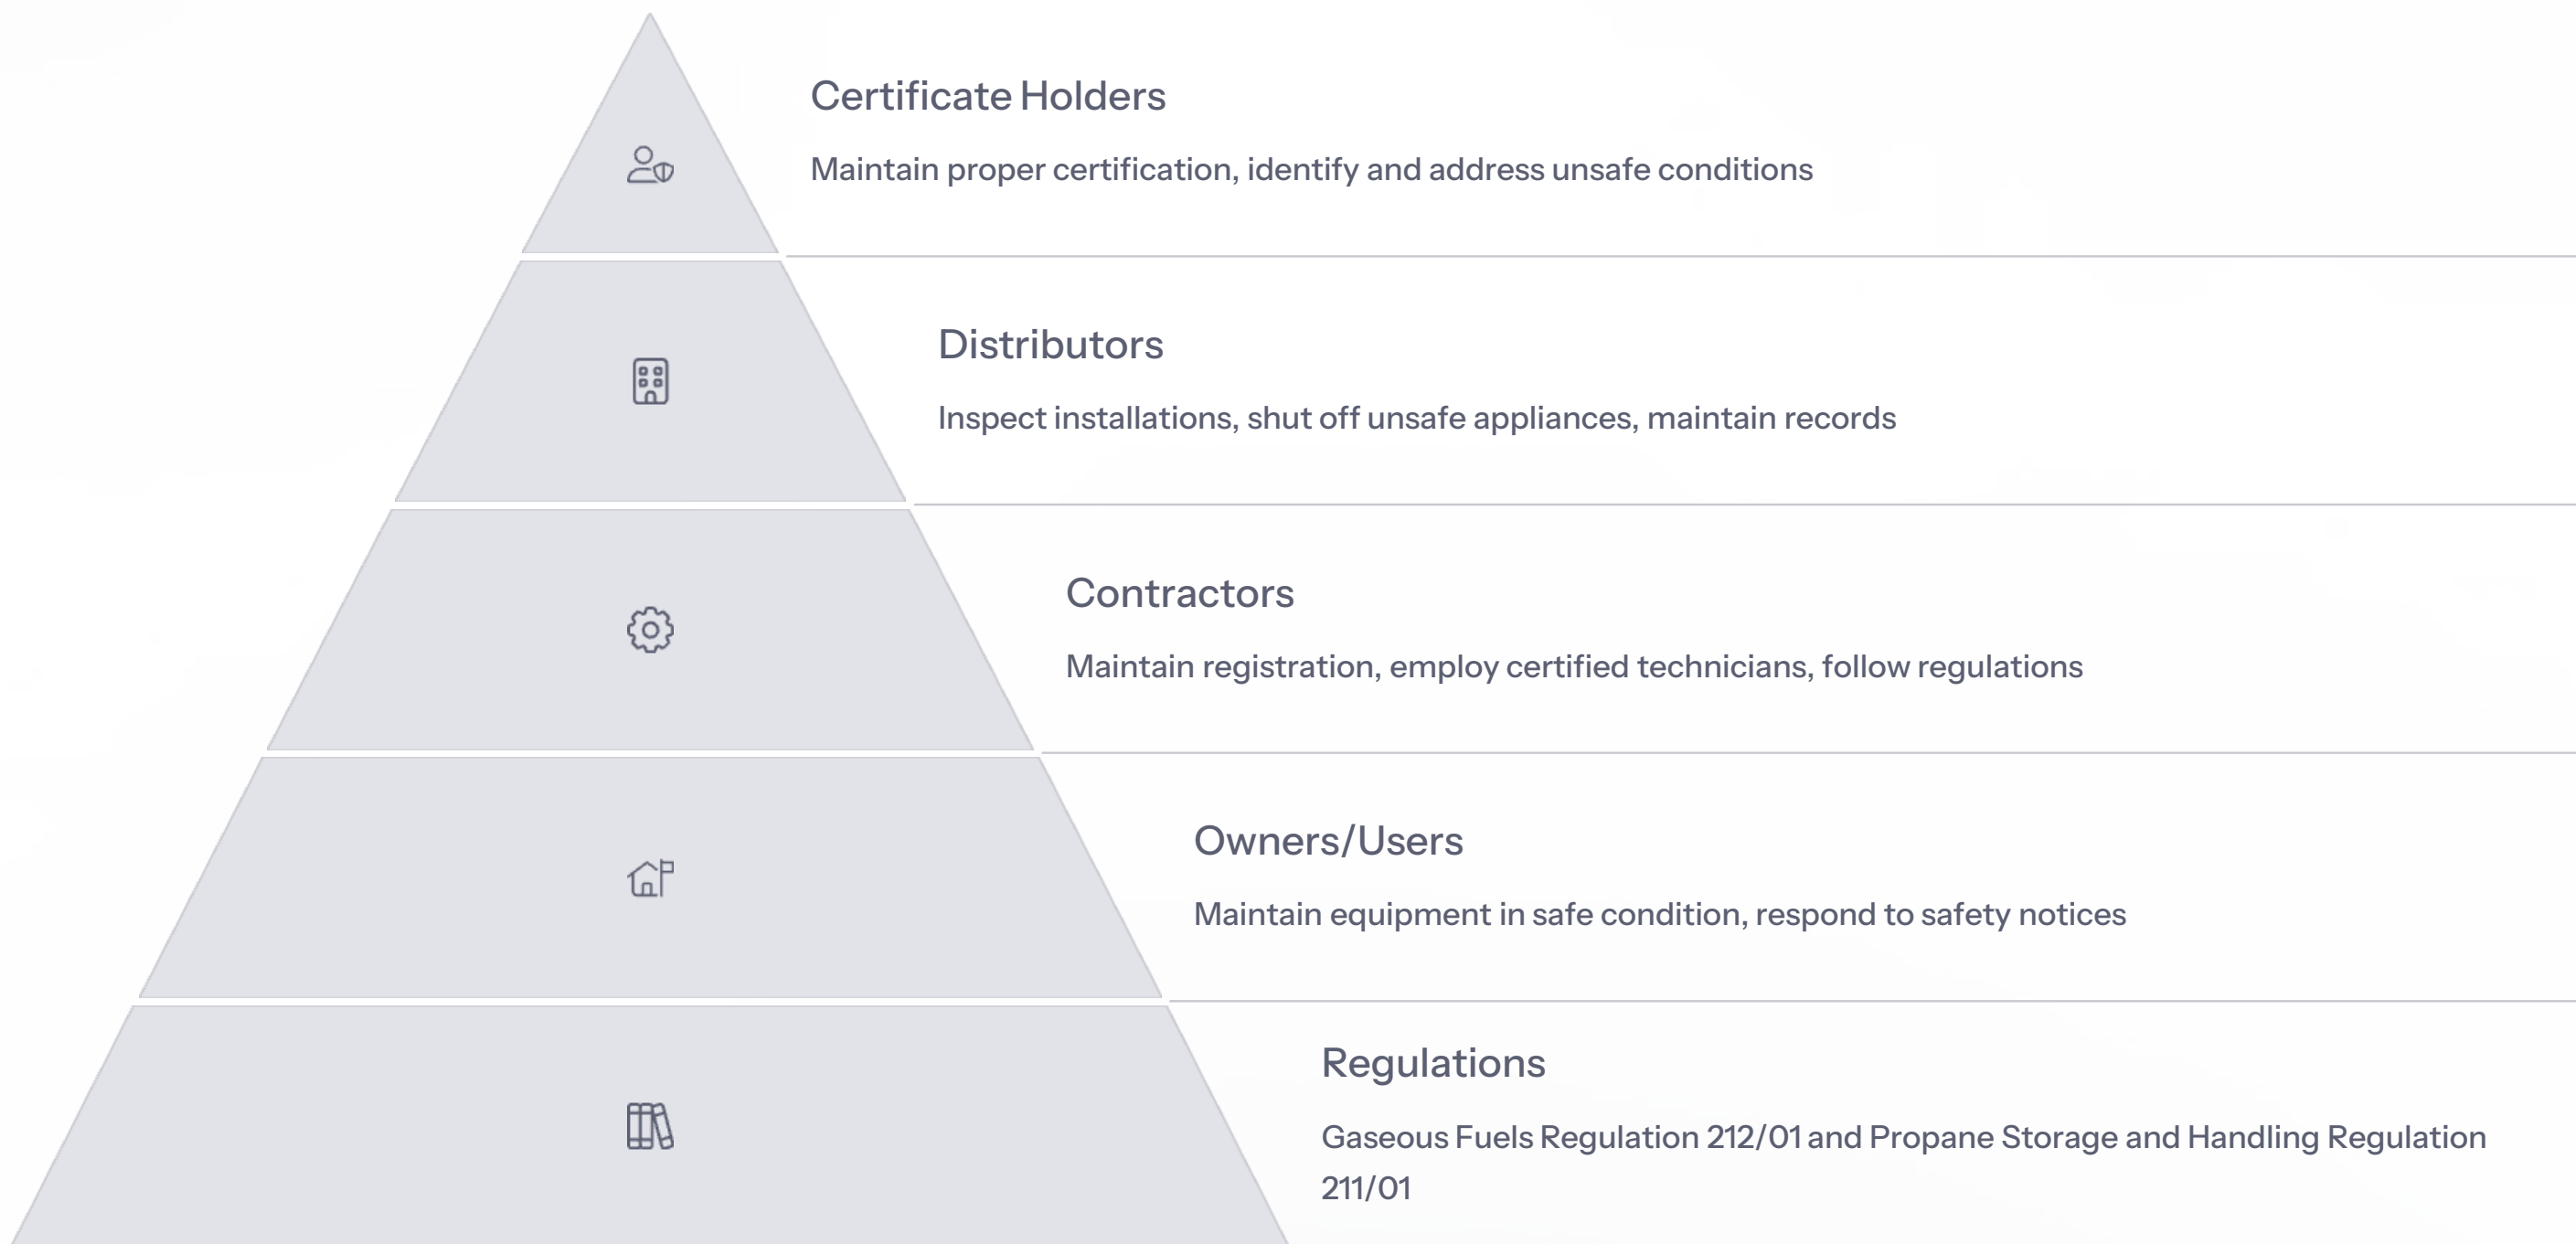 Certificate Holders
Maintain proper certification, identify and address unsafe conditions
Distributors
Inspect installations, shut off unsafe appliances, maintain records
Contractors
Maintain registration, employ certified technicians, follow regulations
Owners/Users
Maintain equipment in safe condition, respond to safety notices
Regulations
Gaseous Fuels Regulation 212/01 and Propane Storage and Handling Regulation
211/01